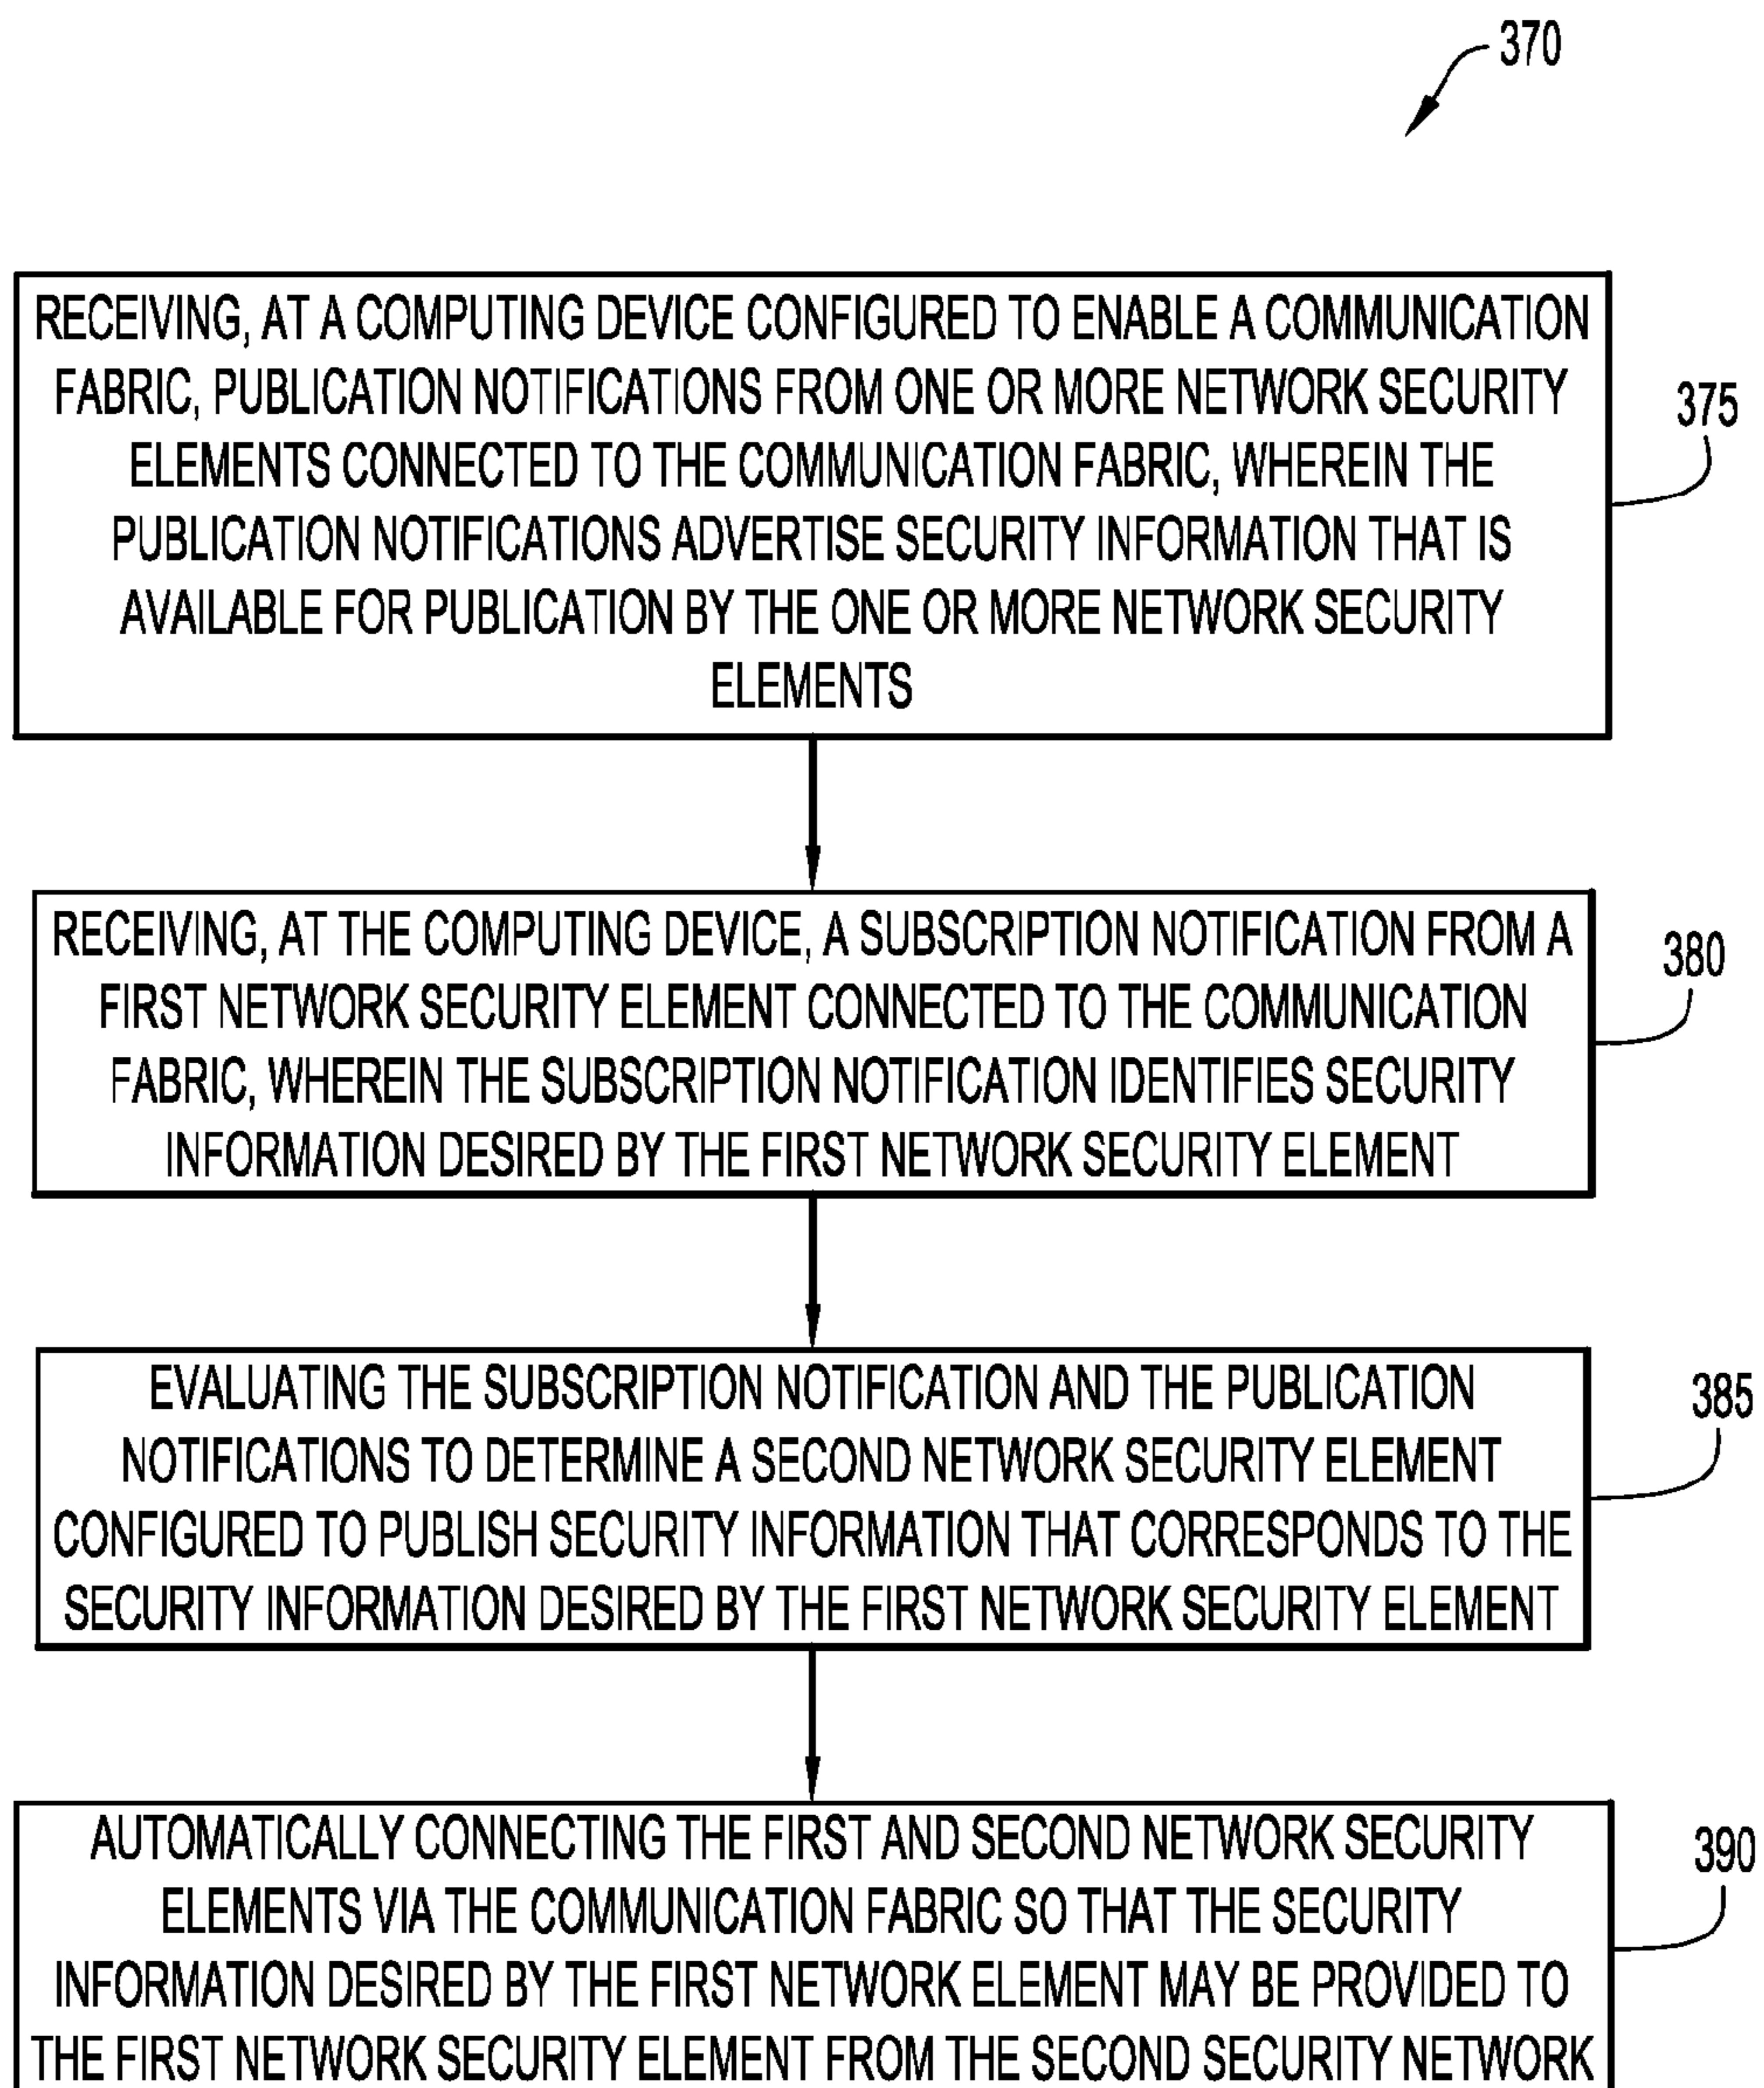 370
RECEIVING, AT A COMPUTING DEVICE CONFIGURED TO ENABLE A COMMUNICATION
FABRIC, PUBLICATION NOTIFICATIONS FROM ONE OR MORE NETWORK SECURITY
ELEMENTS CONNECTED TO THE COMMUNICATION FABRIC, WHEREIN THE
PUBLICATION NOTIFICATIONS ADVERTISE SECURITY INFORMATION THAT IS
AVAILABLE FOR PUBLICATION BY THE ONE OR MORE NETWORK SECURITY
ELEMENTS
375
RECEIVING, AT THE COMPUTING DEVICE, A SUBSCRIPTION NOTIFICATION FROM A
FIRST NETWORK SECURITY ELEMENT CONNECTED TO THE COMMUNICATION
FABRIC, WHEREIN THE SUBSCRIPTION NOTIFICATION IDENTIFIES SECURITY
INFORMATION DESIRED BY THE FIRST NETWORK SECURITY ELEMENT
380
EVALUATING THE SUBSCRIPTION NOTIFICATION AND THE PUBLICATION
NOTIFICATIONS TO DETERMINE A SECOND NETWORK SECURITY ELEMENT
CONFIGURED TO PUBLISH SECURITY INFORMATION THAT CORRESPONDS TO THE
SECURITY INFORMATION DESIRED BY THE FIRST NETWORK SECURITY ELEMENT
385
AUTOMATICALLY CONNECTING THE FIRST AND SECOND NETWORK SECURITY
ELEMENTS VIA THE COMMUNICATION FABRIC SO THAT THE SECURITY
INFORMATION DESIRED BY THE FIRST NETWORK ELEMENT MAY BE PROVIDED TO
THE FIRST NETWORK SECURITY ELEMENT FROM THE SECOND SECURITY NETWORK
390